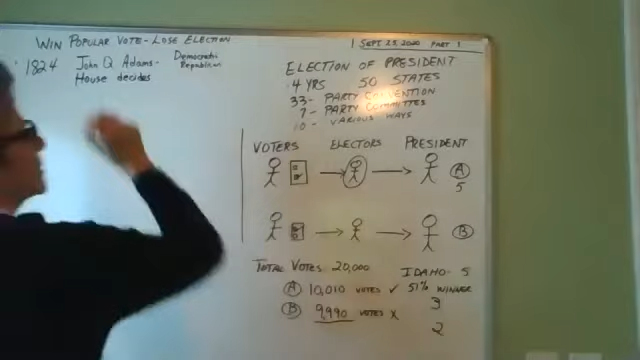 WIN POPULAR VOTE - LOSE ELECTION
1824 John Q Adams - Democratic Republican
House decides
1 SEPT 25, 2020 PART 1
ELECTION OF PRESIDENT
4 YRS 50 STATES
33 - PARTY CONVENTION
7 - PARTY COMMITTEES
10 - VARIOUS WAYS
VOTERS ELECTORS PRESIDENT
A
5
B
TOTAL VOTES 20,000
IDAHO - 5
A 10,010 VOTES ✓ 51% WINNER
B 9,990 VOTES X
3
2